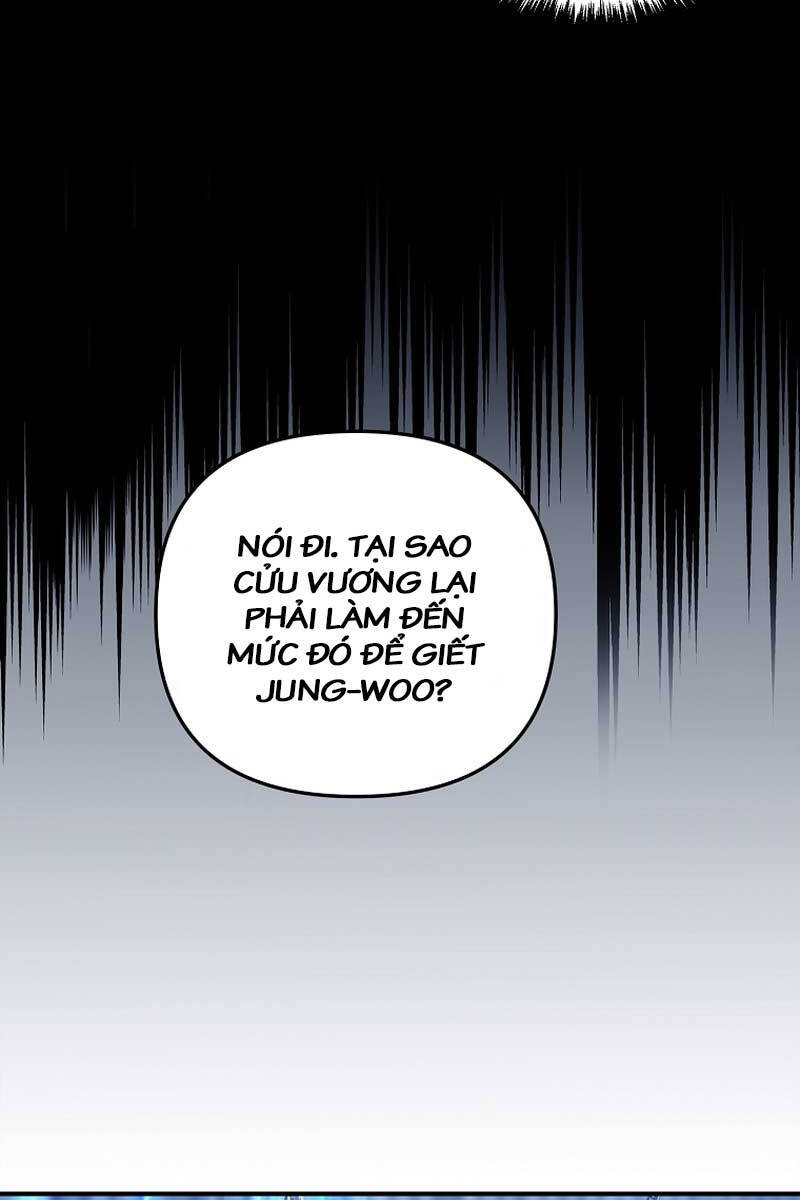 NÓI ĐI. TẠI SAO
CỬU VƯƠNG LẠI
PHẢI LÀM ĐẾN
MỨC ĐÓ ĐỂ GIẾT
JUNG-WOO?